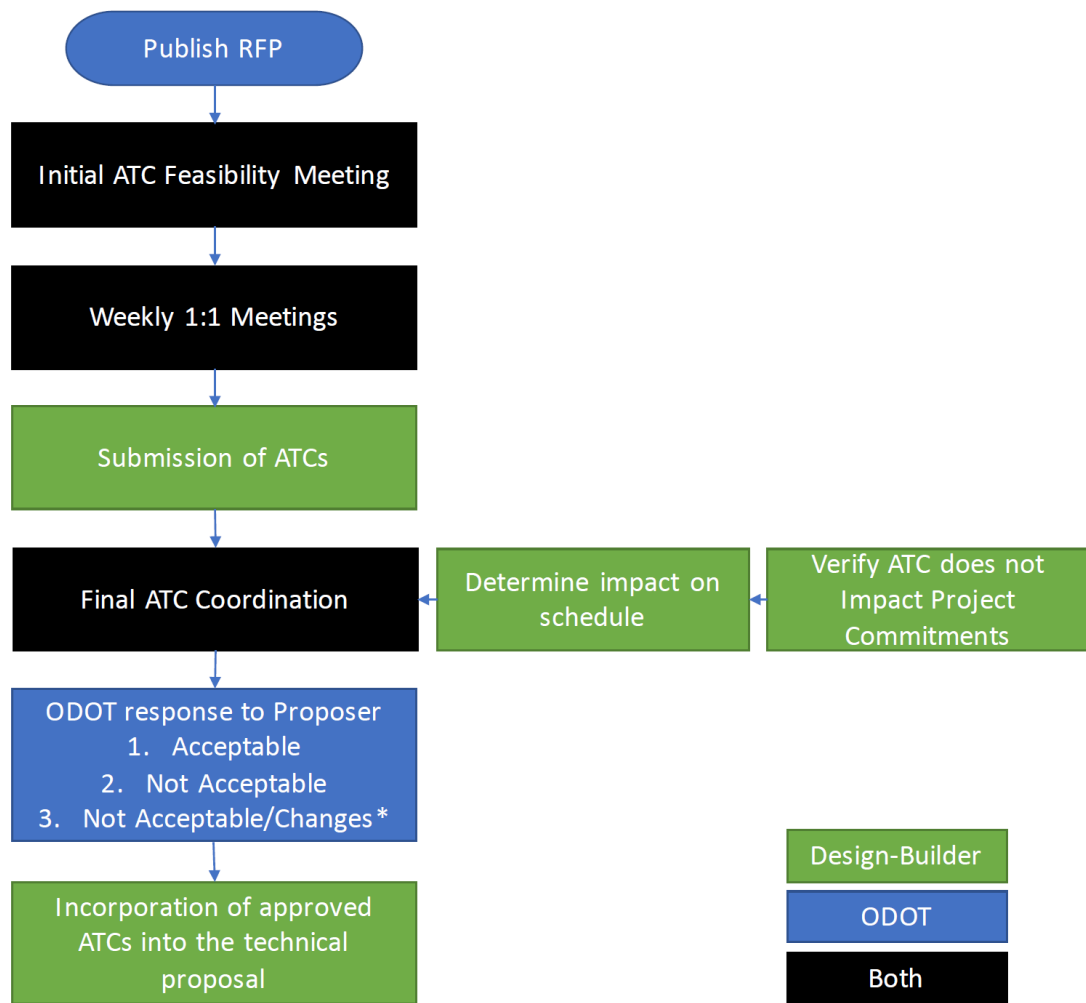 Publish RFP
Initial ATC Feasibility Meeting
Weekly 1:1 Meetings
Submission of ATCs
Final ATC Coordination
Determine impact on
schedule
Verify ATC does not
Impact Project
Commitments
ODOT response to Proposer
1. Acceptable
2. Not Acceptable
3. Not Acceptable/Changes*
Incorporation of approved
ATCs into the technical
proposal
Design-Builder
ODOT
Both